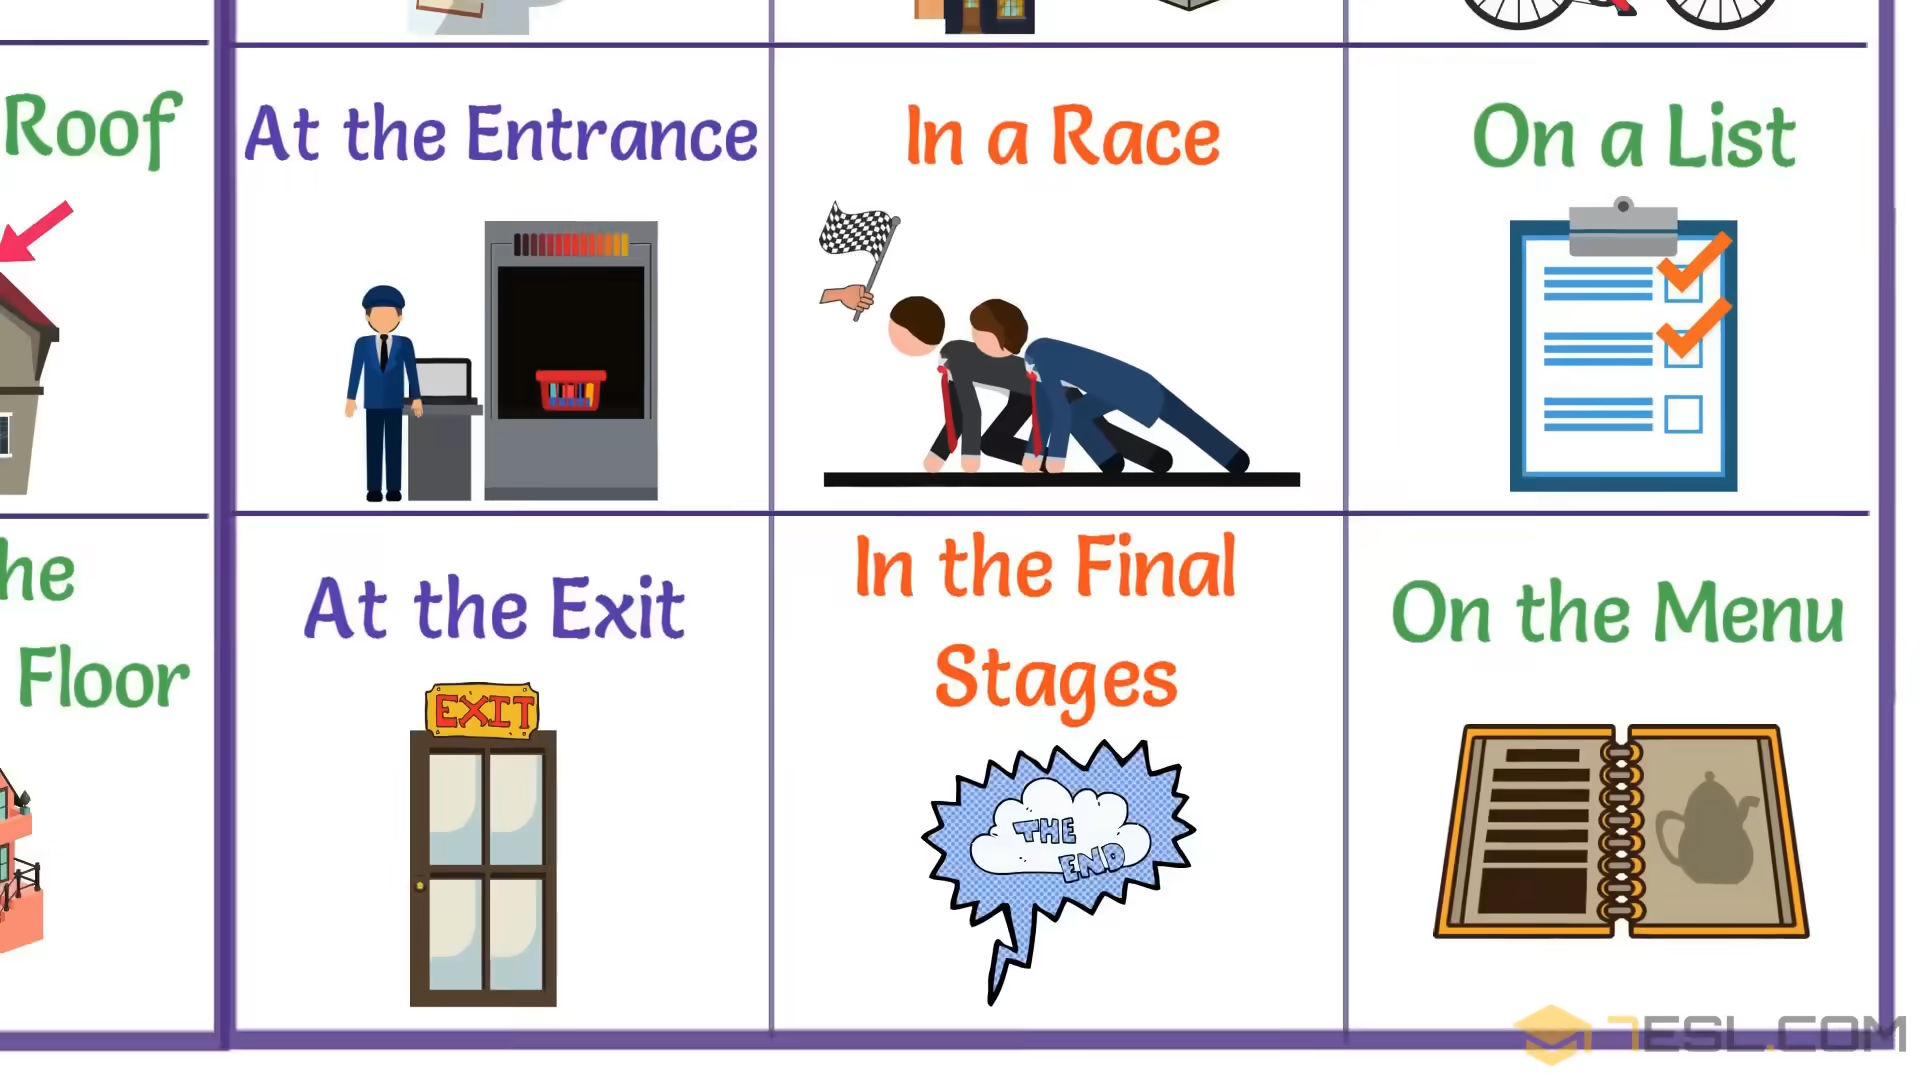 Roof
At the Entrance
In a Race
On a List
he
Floor
At the Exit
EXIT
In the Final
Stages
THE
END
On the Menu
7ESL.COM